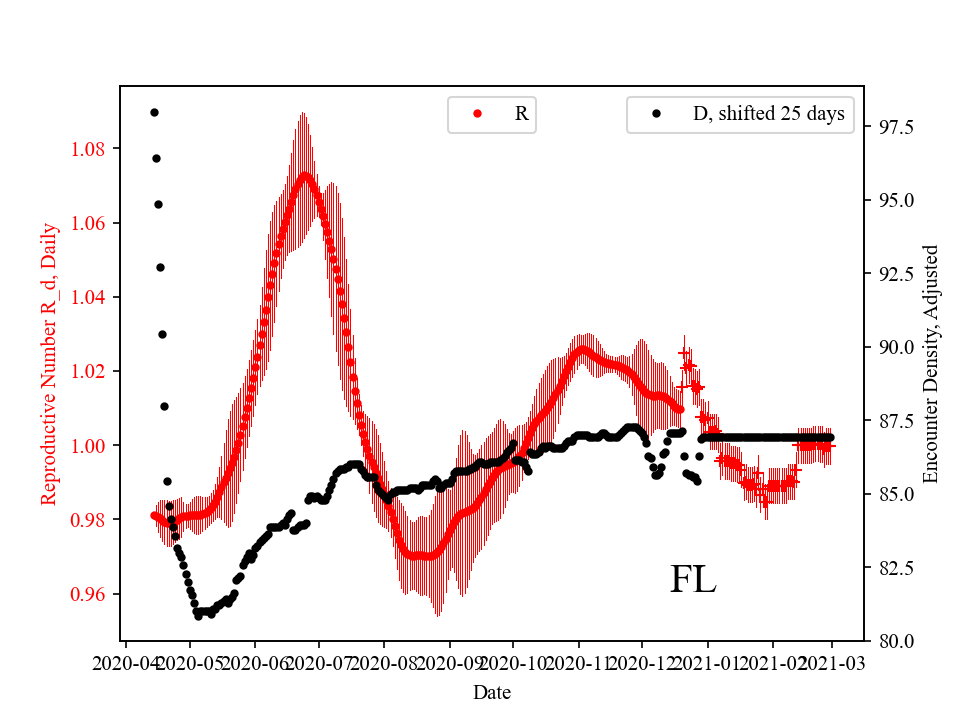 R
D, shifted 25 days
Reproductive Number R_d, Daily
1.08
1.06
1.04
1.02
1.00
0.98
0.96
97.5
95.0
92.5
90.0
87.5
85.0
82.5
80.0
Encounter Density, Adjusted
FL
2020-04 2020-05 2020-06 2020-07 2020-08 2020-09 2020-10 2020-11 2020-12 2021-01 2021-02 2021-03
Date